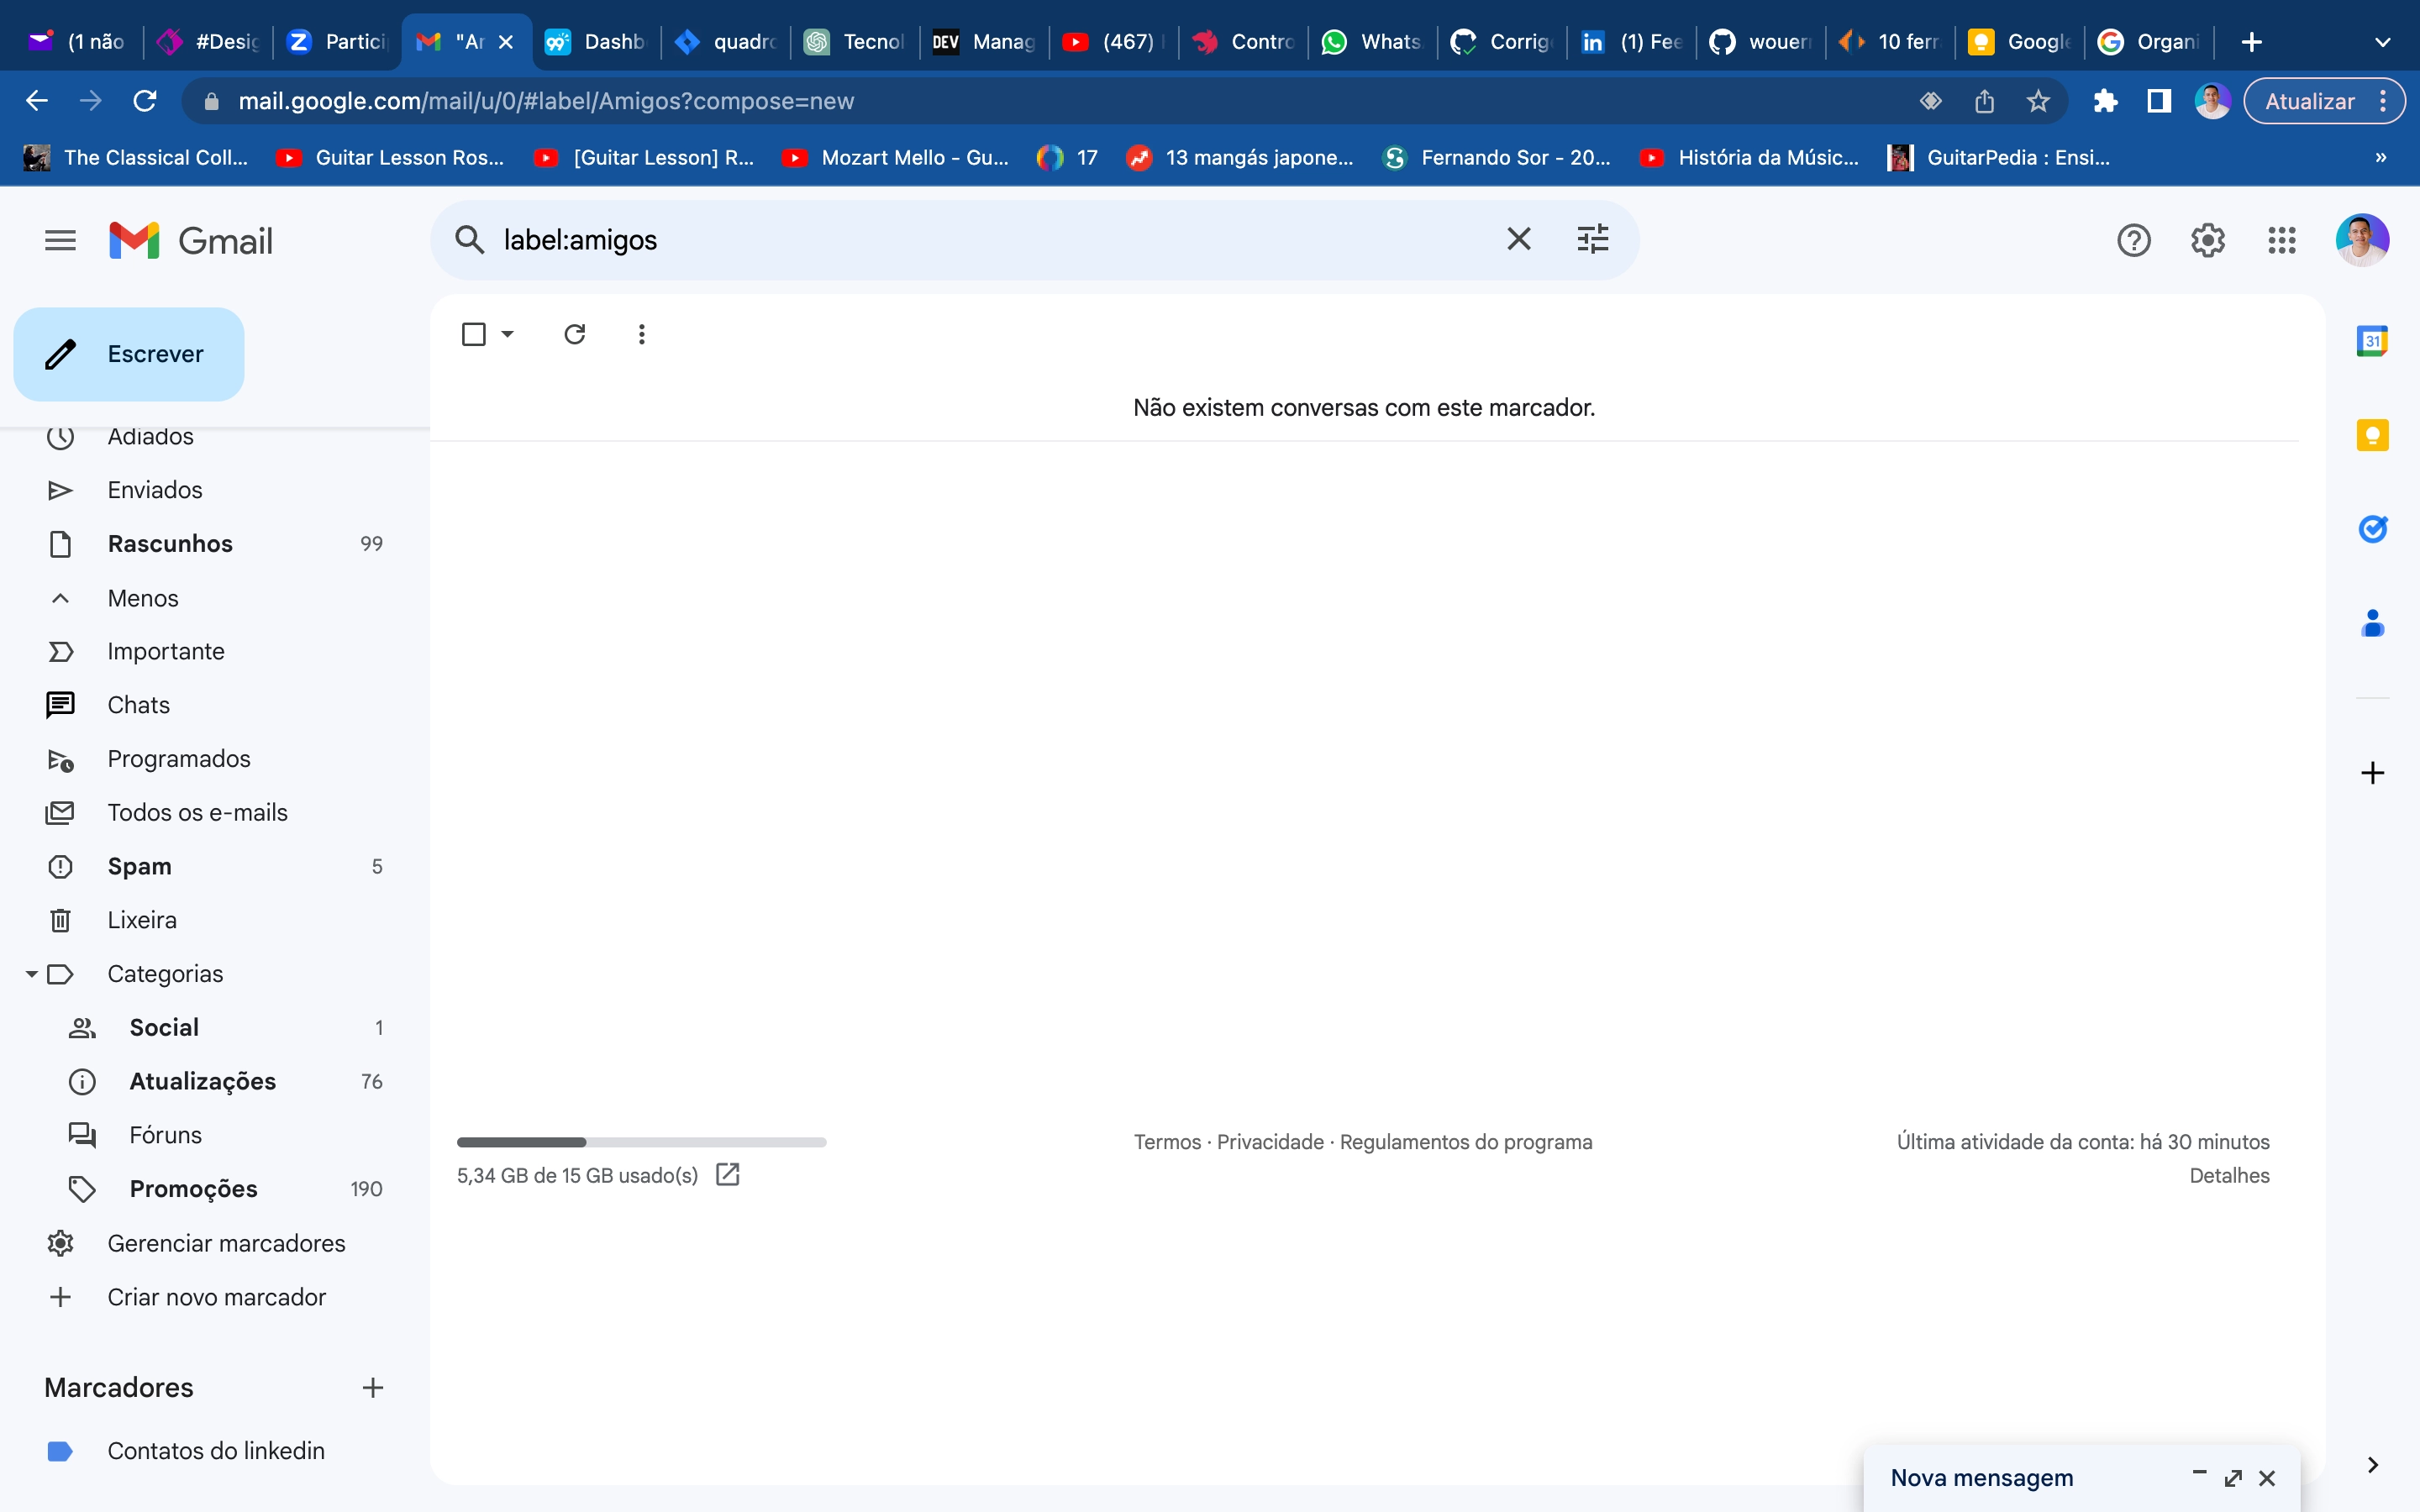 (1 não #Desig Partici "Ar Dashb quadro Tecnol DEV Manag (467) Contro Whats Corrig (1) Fee wouerr 10 ferr Google Organi
mail.google.com/mail/u/0/#label/Amigos?compose=new
Atualizar
The Classical Coll... Guitar Lesson Ros... [Guitar Lesson] R... Mozart Mello - Gu... 17 13 mangás japone... Fernando Sor - 20... História da Músic... GuitarPedia : Ensi...
Gmail
label:amigos
Escrever
Não existem conversas com este marcador.
Adiados
Enviados
Rascunhos 99
Menos
Importante
Chats
Programados
Todos os e-mails
Spam 5
Lixeira
Categorias
Social 1
Atualizações 76
Fóruns
Promoções 190
Gerenciar marcadores
Criar novo marcador
Marcadores
Contatos do linkedin
5,34 GB de 15 GB usado(s)
Termos · Privacidade · Regulamentos do programa
Última atividade da conta: há 30 minutos
Detalhes
31
Nova mensagem